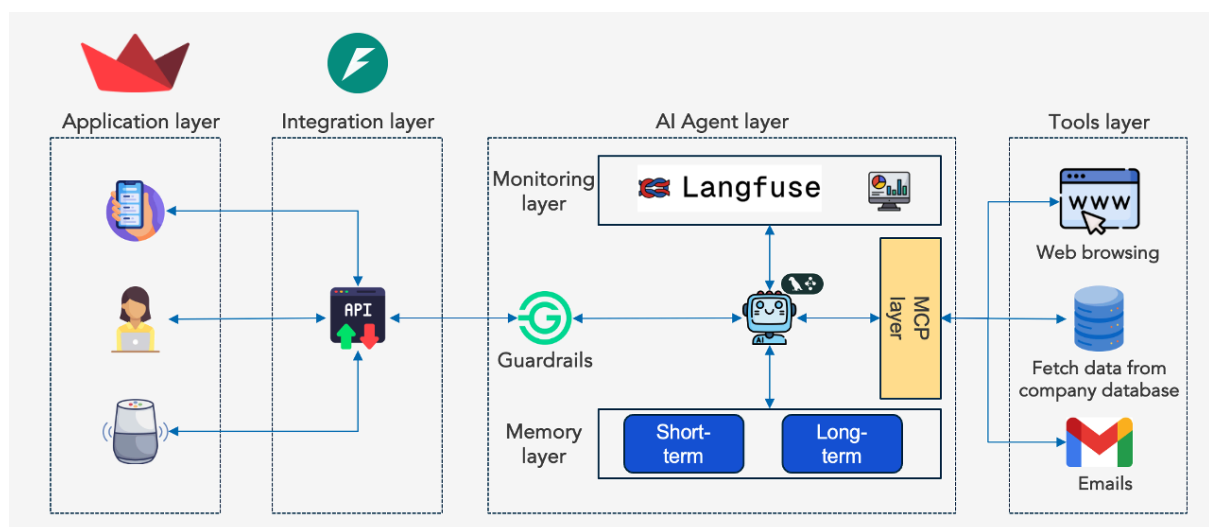 Application layer
Integration layer
AI Agent layer
Tools layer
Monitoring
layer
Langfuse
WWW
Web browsing
API
MCP
layer
Guardrails
AI
Fetch data from
company database
Memory
layer
Short-
term
Long-
term
Emails